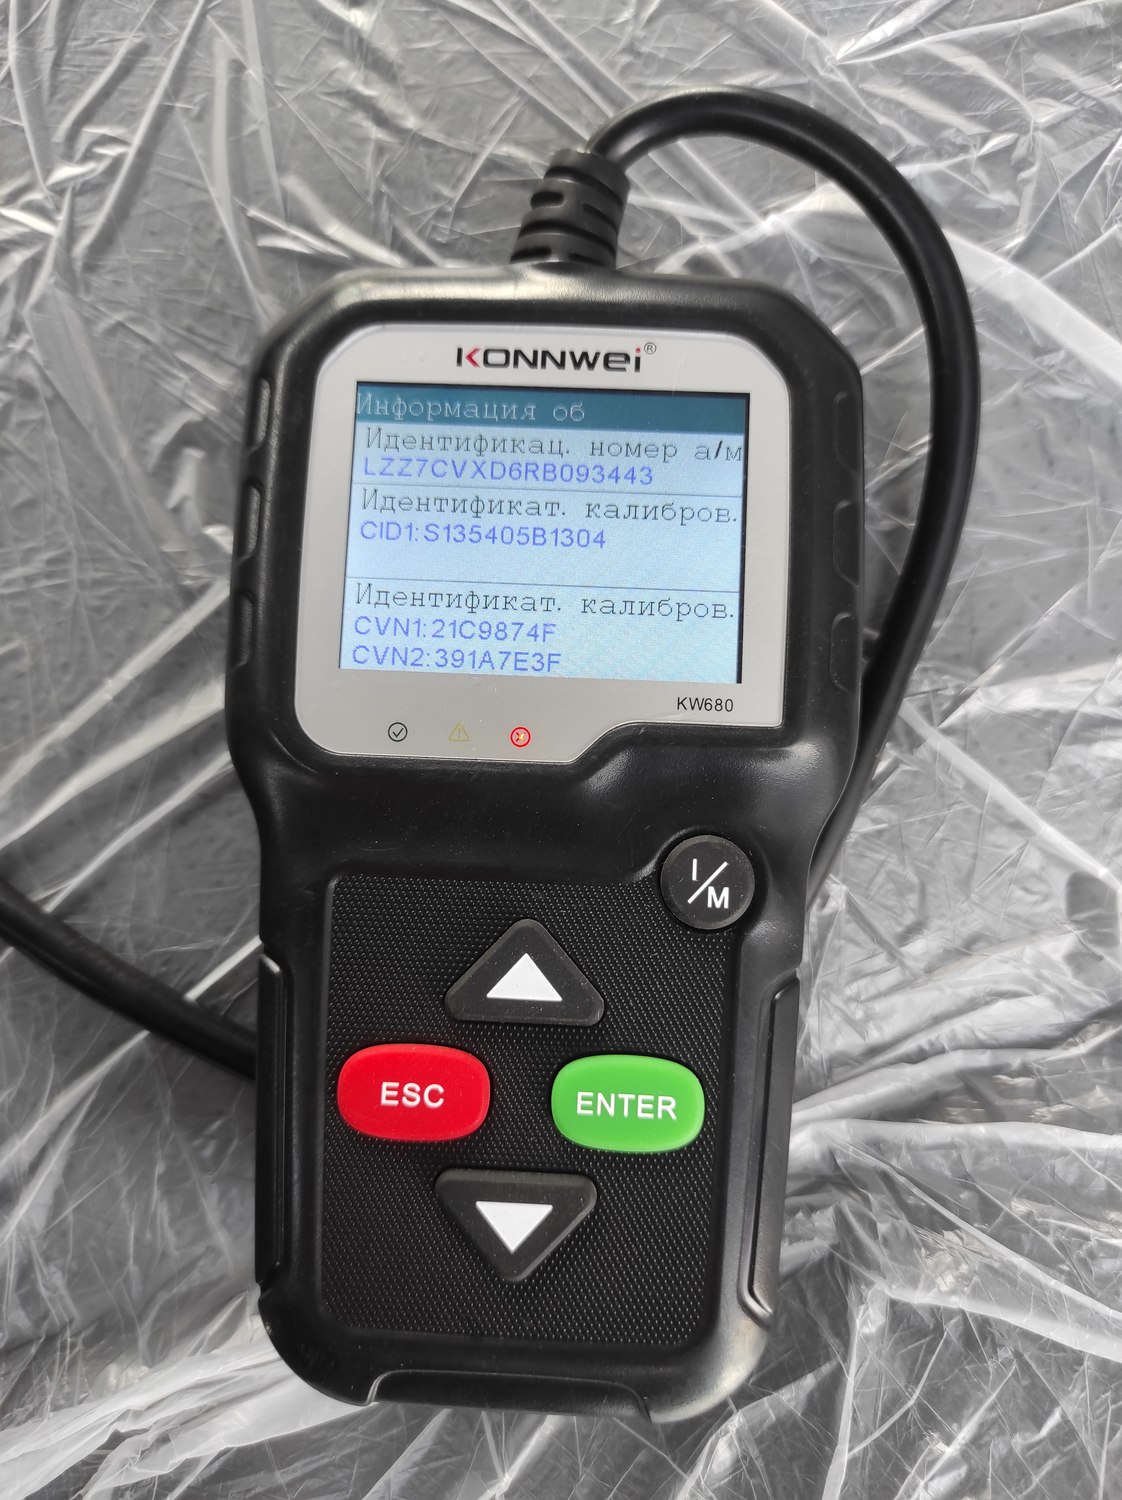 KONNWEI®
Информация об
Идентификац. номер а/м
LZZ7CVXD6RB093443
Идентификат. калибров.
CID1:S135405B1304
Идентификат. калибров.
CVN1:21C9874F
CVN2:391A7E3F
KW680
I/M
ESC
ENTER